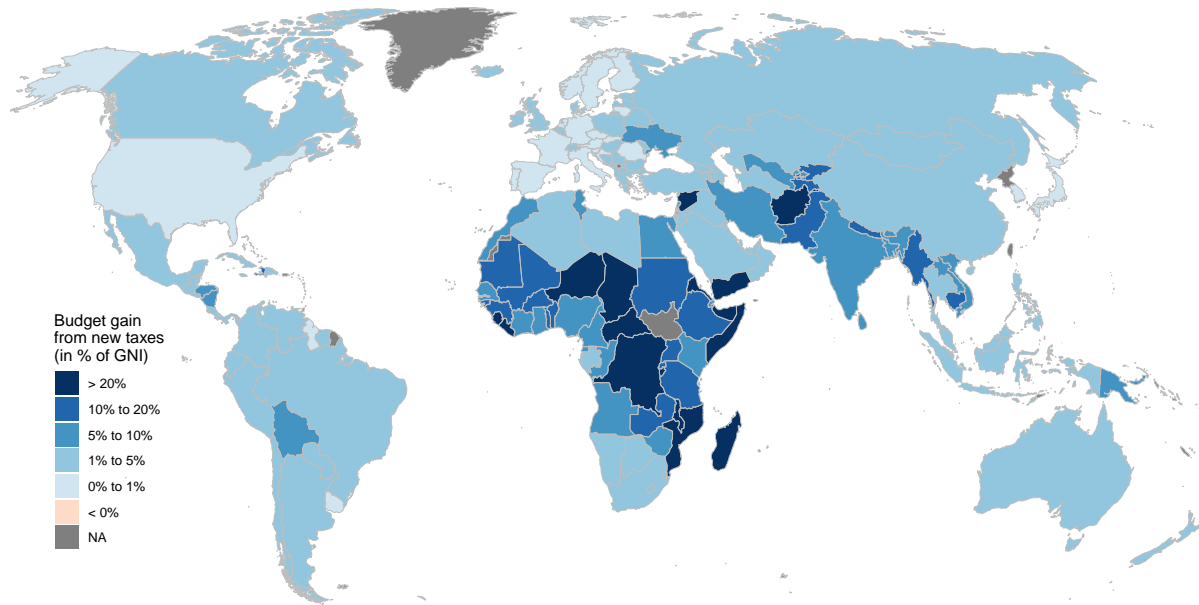 Budget gain
from new taxes
(in % of GNI)
> 20%
10% to 20%
5% to 10%
1% to 5%
0% to 1%
< 0%
NA